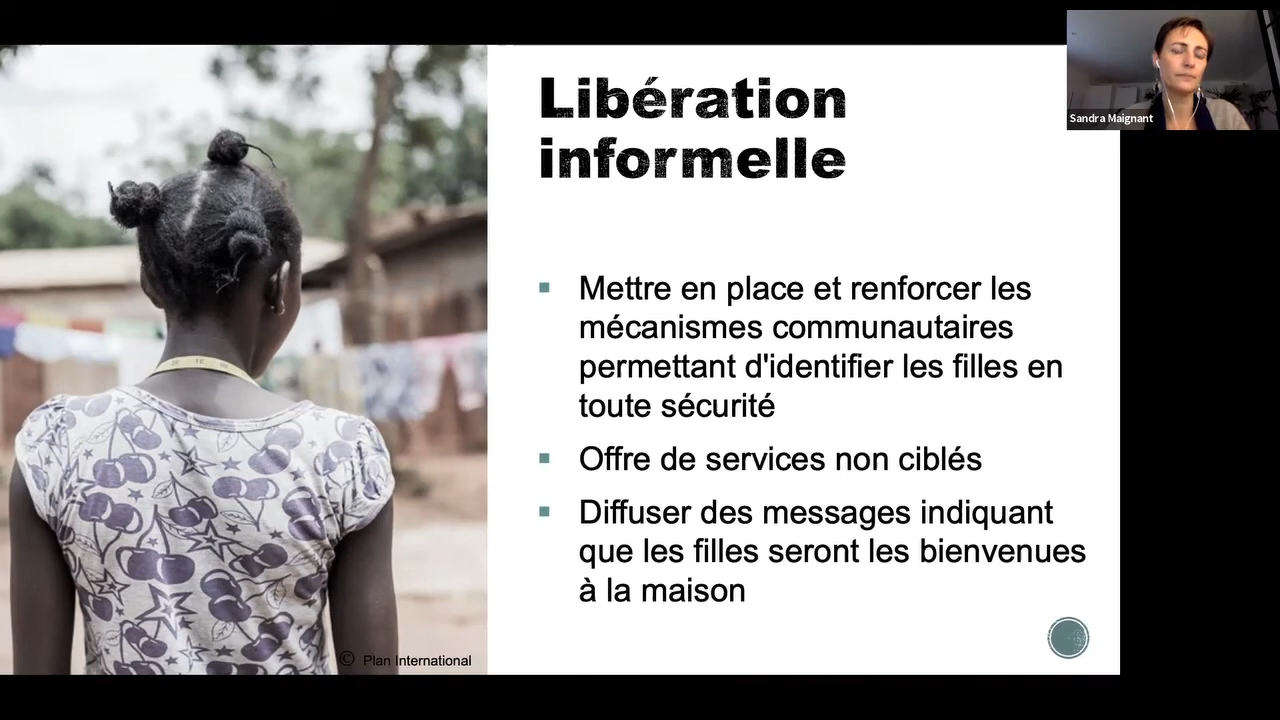 Sandra Maignant
Libération
informelle
▪ Mettre en place et renforcer les
mécanismes communautaires
permettant d'identifier les filles en
toute sécurité
▪ Offre de services non ciblés
▪ Diffuser des messages indiquant
que les filles seront les bienvenues
à la maison
© Plan International